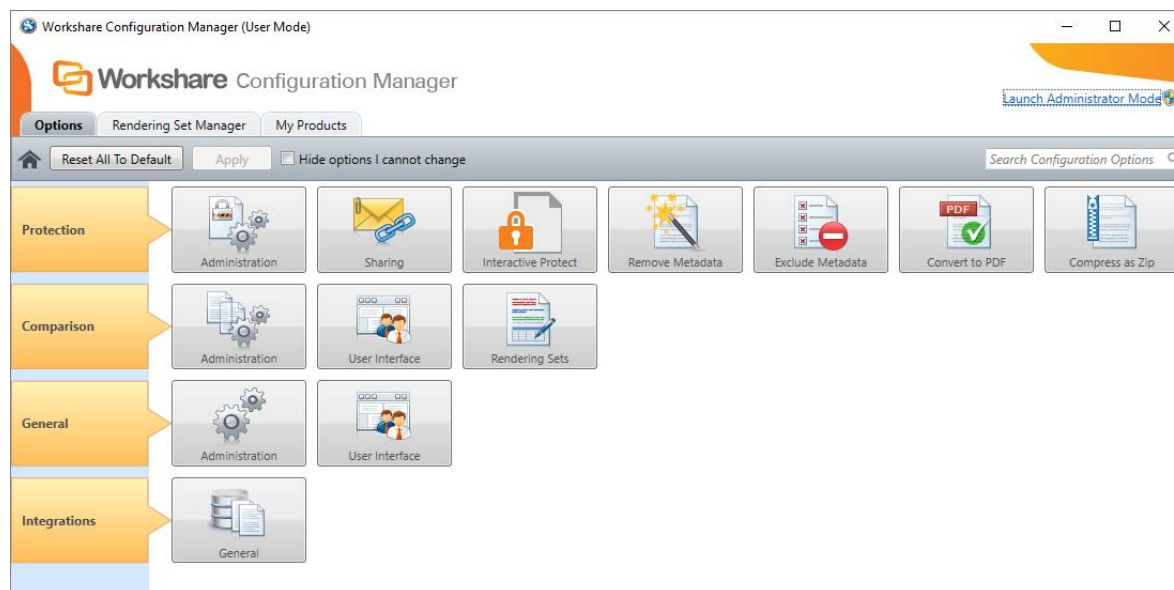 Workshare Configuration Manager (User Mode)
Workshare Configuration Manager
Launch Administrator Mode
Options Rendering Set Manager My Products
Reset All To Default Apply Hide options I cannot change Search Configuration Options
Protection
Administration Sharing Interactive Protect Remove Metadata Exclude Metadata Convert to PDF Compress as Zip
PDF
Comparison
Administration User Interface Rendering Sets
General
Administration User Interface
Integrations
General